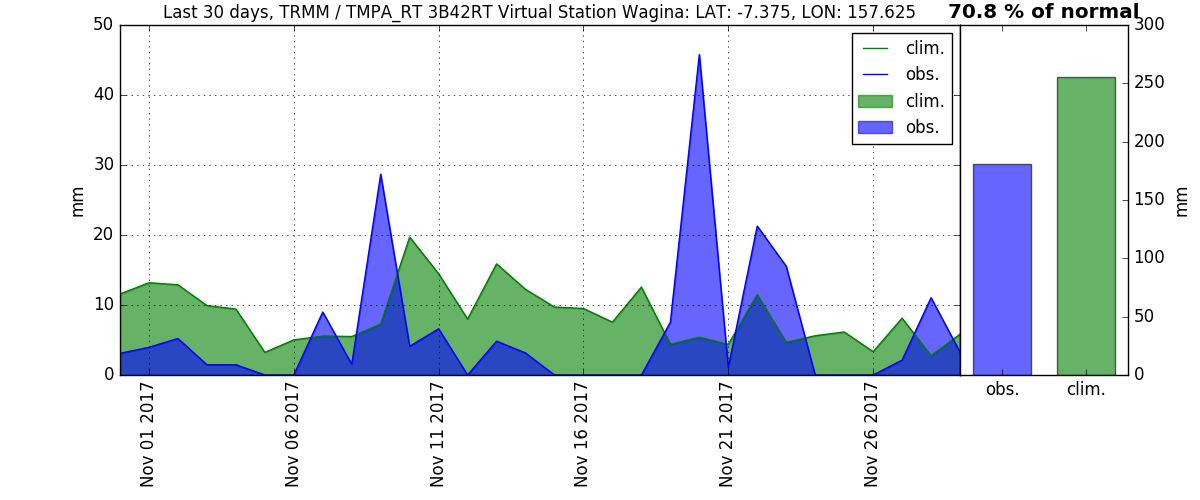 Last 30 days, TRMM / TMPA_RT 3B42RT Virtual Station Wagina: LAT: -7.375, LON: 157.625
70.8 % of normal
50
40
30
20
10
0
mm
clim.
obs.
clim.
obs.
Nov 01 2017
Nov 06 2017
Nov 11 2017
Nov 16 2017
Nov 21 2017
Nov 26 2017
300
250
200
150
100
50
0
mm
obs.
clim.